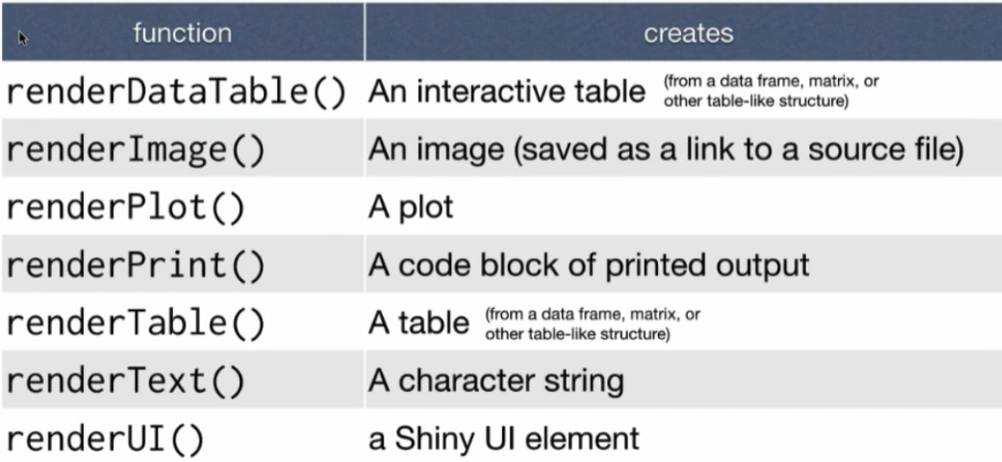 function creates
renderDataTable() An interactive table (from a data frame, matrix, or
other table-like structure)
renderImage() An image (saved as a link to a source file)
renderPlot() A plot
renderPrint() A code block of printed output
renderTable() A table (from a data frame, matrix, or
other table-like structure)
renderText() A character string
renderUI() a Shiny UI element